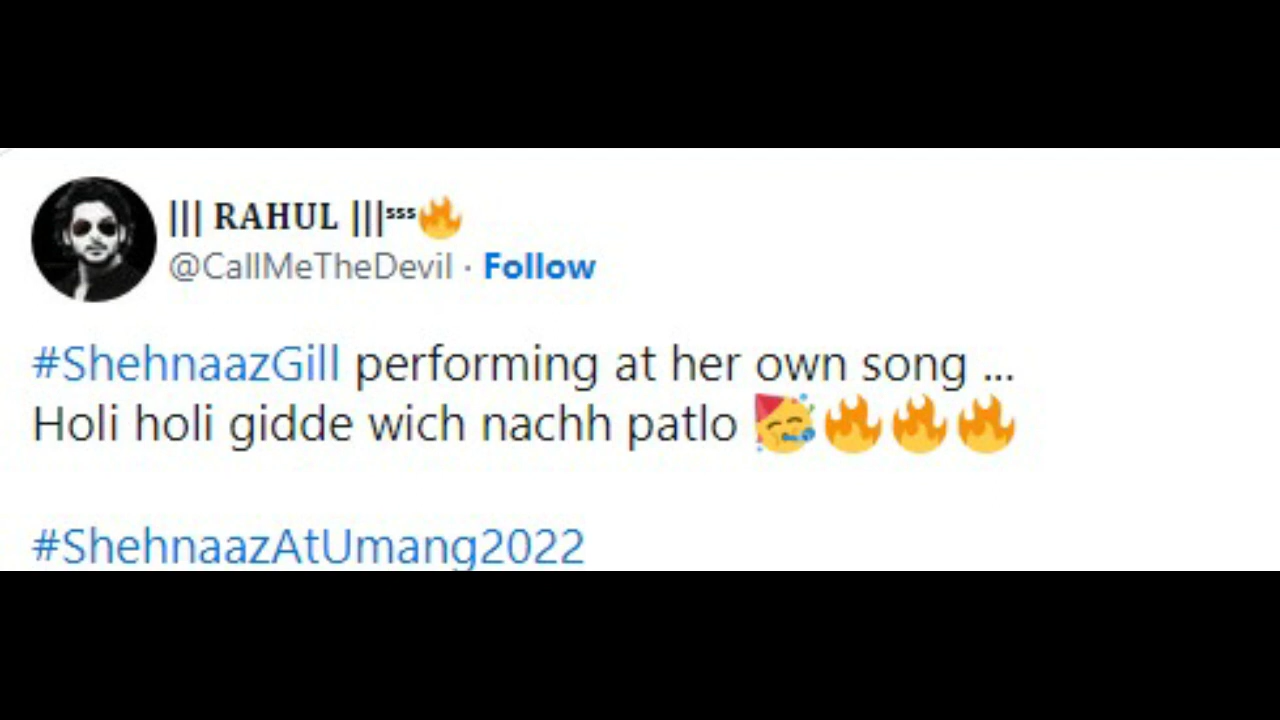 ||| RAHUL |||ˢˢˢ🔥
@CallMeTheDevil · Follow
#ShehnaazGill performing at her own song ...
Holi holi gidde wich nachh patlo 🥳🔥🔥🔥
#ShehnaazAtUmang2022